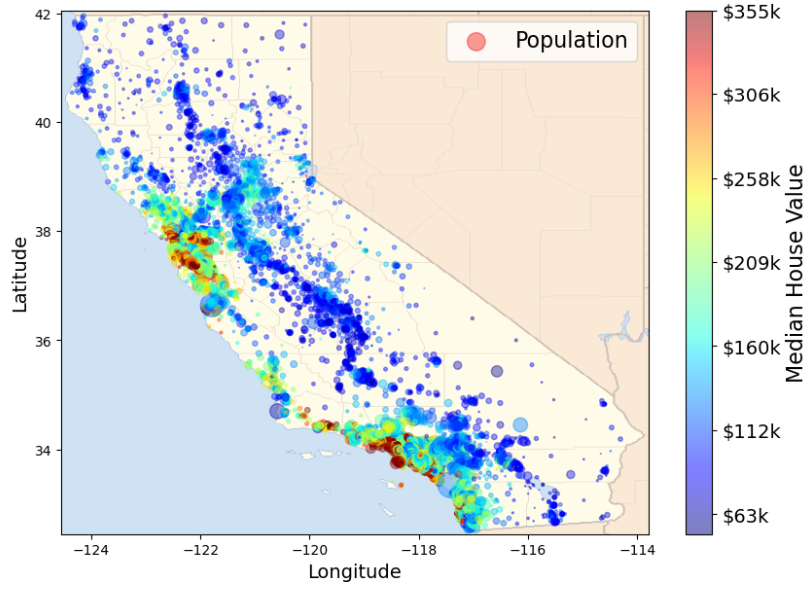 42
40
38
36
34
Latitude
−124
−122
−120
−118
−116
−114
Longitude
Population
$355k
$306k
$258k
$209k
$160k
$112k
$63k
Median House Value